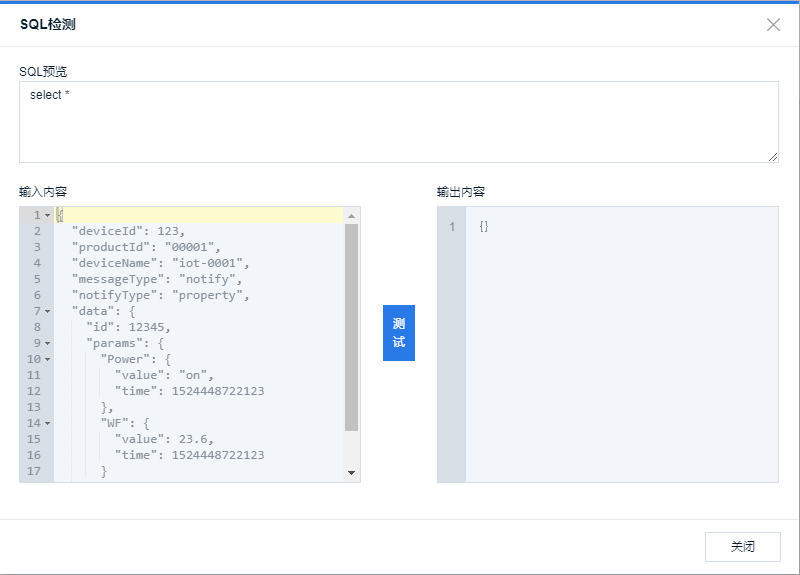 SQL检测
SQL预览
select *
输入内容
1 {
2 "deviceId": 123,
3 "productId": "00001",
4 "deviceName": "iot-0001",
5 "messageType": "notify",
6 "notifyType": "property",
7 "data": {
8 "id": 12345,
9 "params": {
10 "Power": {
11 "value": "on",
12 "time": 1524448722123
13 },
14 "WF": {
15 "value": 23.6,
16 "time": 1524448722123
17 }
测
试
输出内容
1 {}
关闭